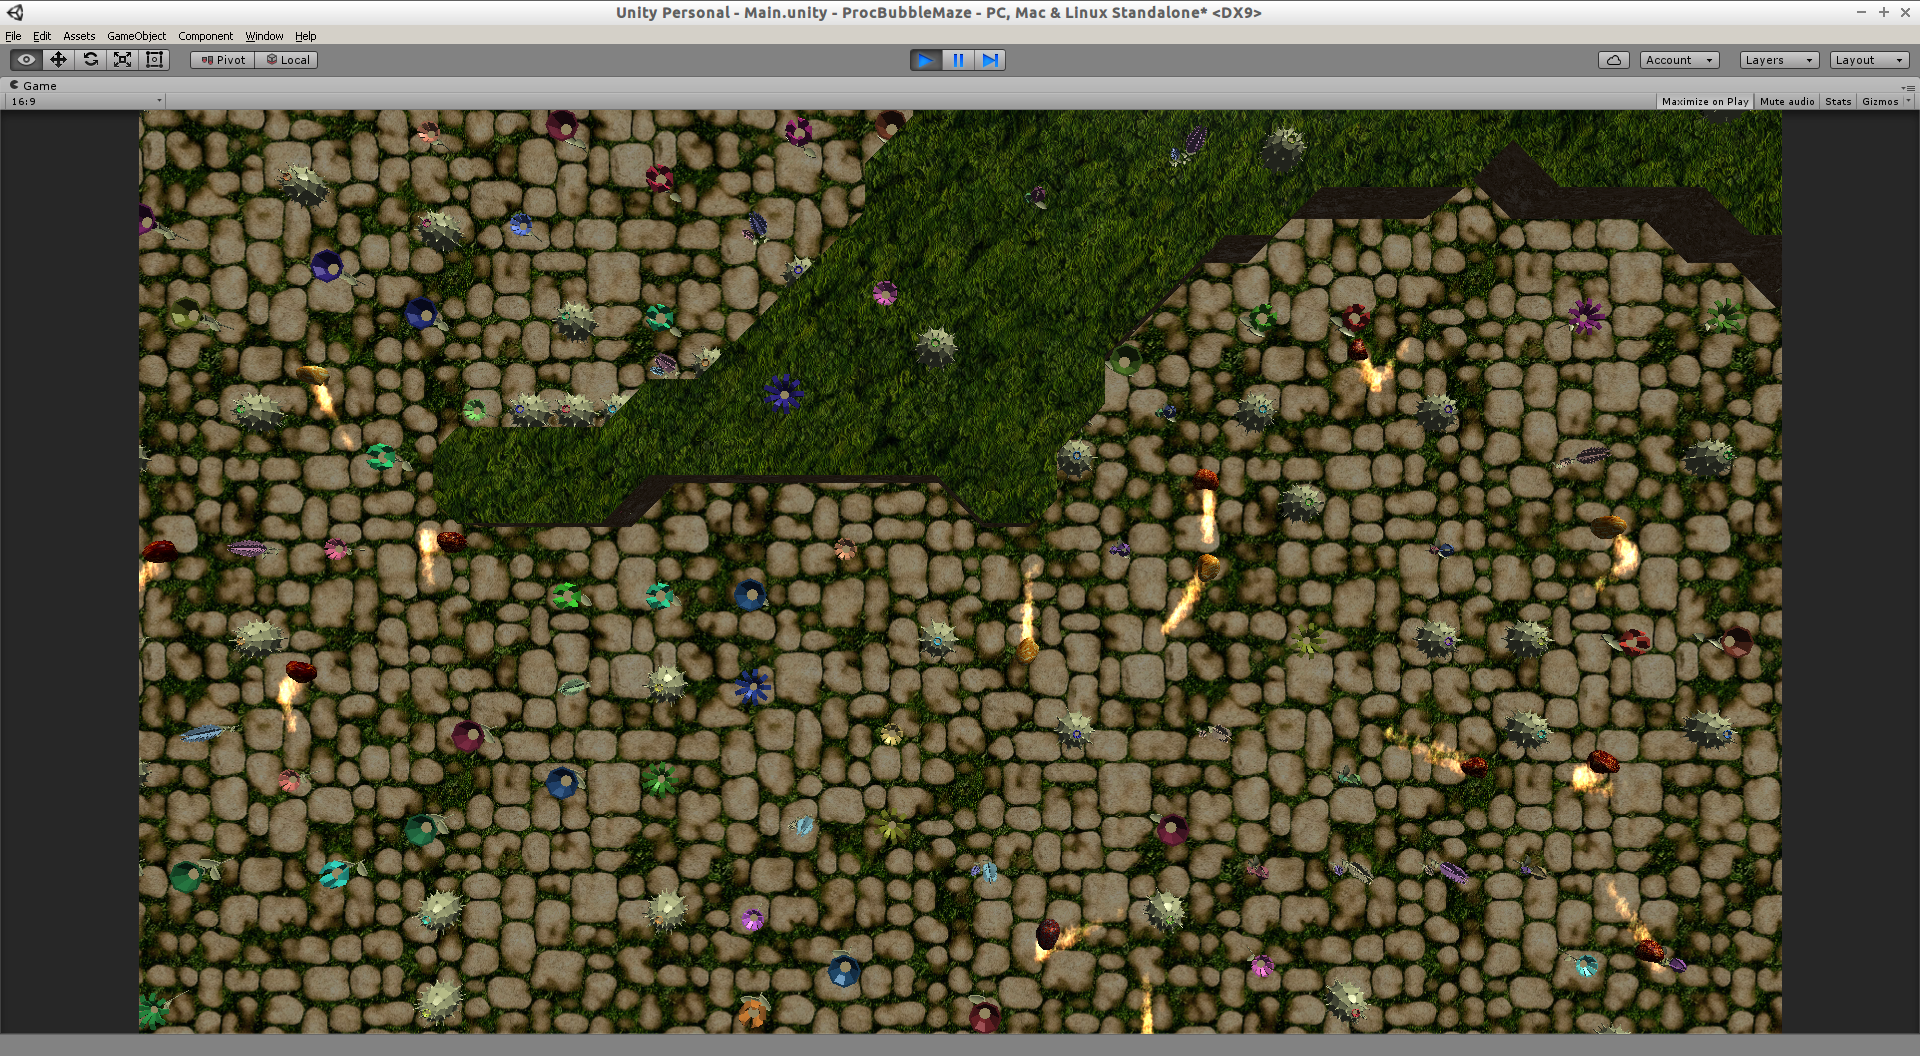 Unity Personal - Main.unity - ProcBubbleMaze - PC, Mac & Linux Standalone* <DX9>
File Edit Assets GameObject Component Window Help
Pivot Local Account Layers Layout
Game
16:9 Maximize on Play Mute audio Stats Gizmos